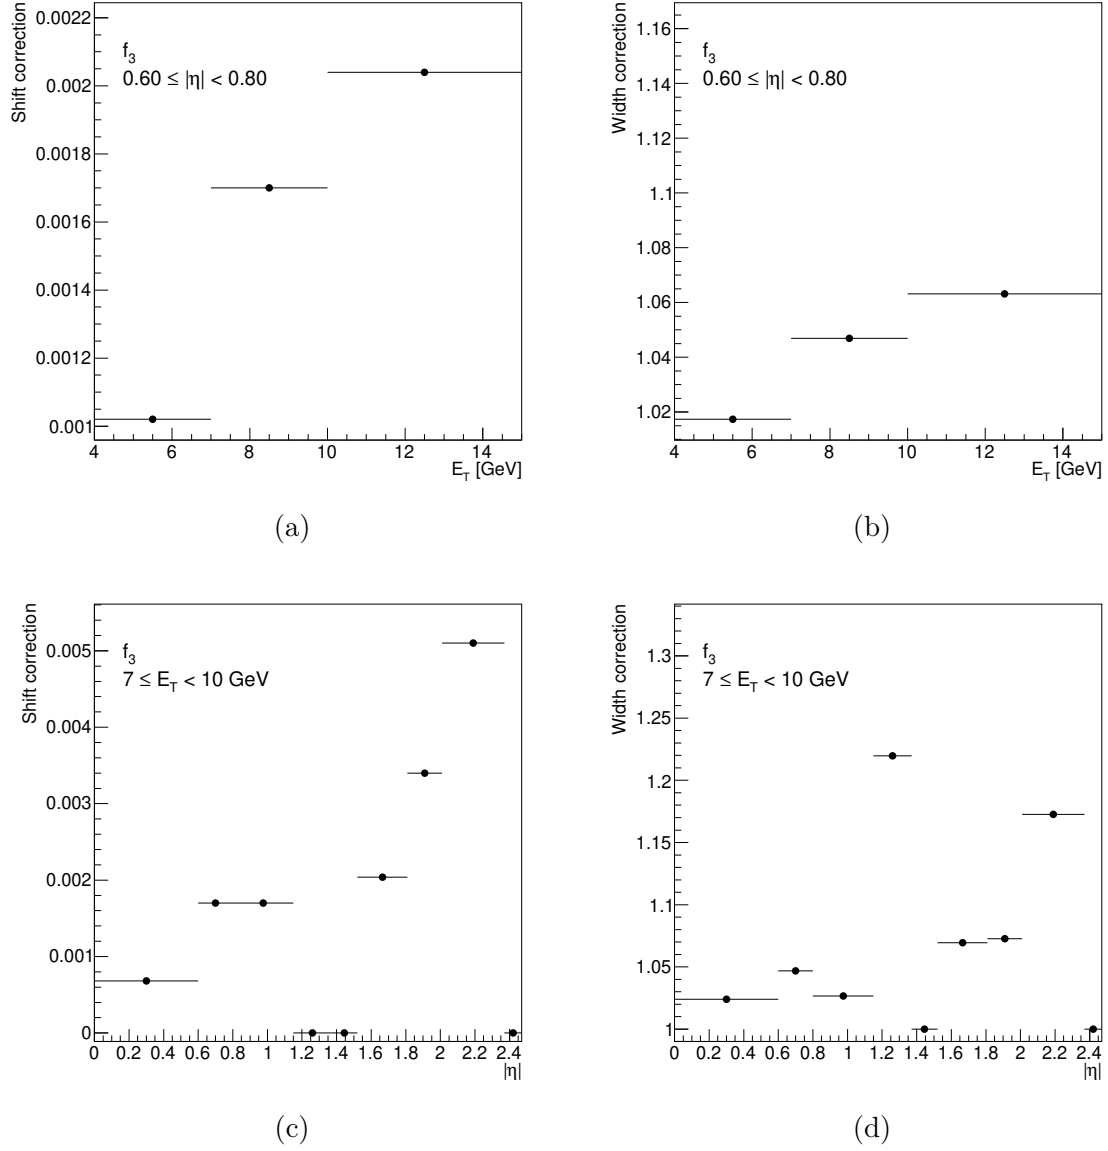 Shift correction
0.0022
0.002
0.0018
0.0016
0.0014
0.0012
0.001
f3
0.60 ≤ |η| < 0.80
4 6 8 10 12 14
ET [GeV]
(a)
Width correction
1.16
1.14
1.12
1.1
1.08
1.06
1.04
1.02
f3
0.60 ≤ |η| < 0.80
4 6 8 10 12 14
ET [GeV]
(b)
Shift correction
0.005
0.004
0.003
0.002
0.001
0
f3
7 ≤ ET < 10 GeV
0 0.2 0.4 0.6 0.8 1 1.2 1.4 1.6 1.8 2 2.2 2.4
|η|
(c)
Width correction
1.3
1.25
1.2
1.15
1.1
1.05
1
f3
7 ≤ ET < 10 GeV
0 0.2 0.4 0.6 0.8 1 1.2 1.4 1.6 1.8 2 2.2 2.4
|η|
(d)